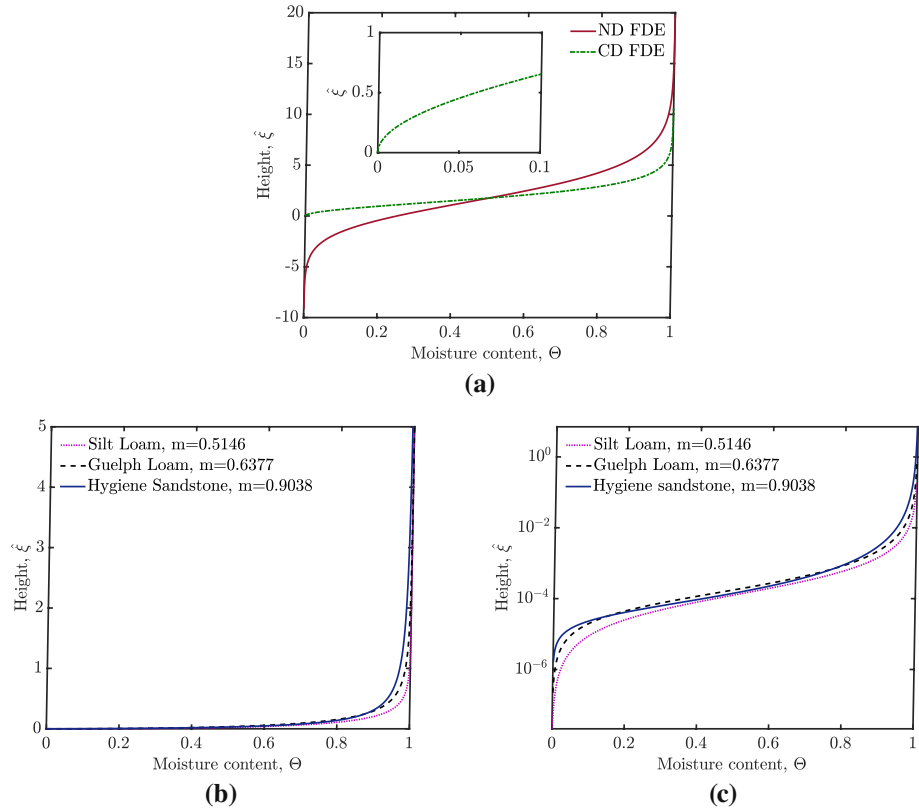 20
15
10
5
0
-5
-10
Height, ξ̂
ND FDE
CD FDE
1
0.5
0
ξ̂
0 0.05 0.1
0 0.2 0.4 0.6 0.8 1
Moisture content, Θ
(a)
5
4
3
2
1
0
Height, ξ̂
Silt Loam, m=0.5146
Guelph Loam, m=0.6377
Hygiene Sandstone, m=0.9038
0 0.2 0.4 0.6 0.8 1
Moisture content, Θ
(b)
10⁰
10⁻²
10⁻⁴
10⁻⁶
Height, ξ̂
Silt Loam, m=0.5146
Guelph Loam, m=0.6377
Hygiene sandstone, m=0.9038
0 0.2 0.4 0.6 0.8 1
Moisture content, Θ
(c)